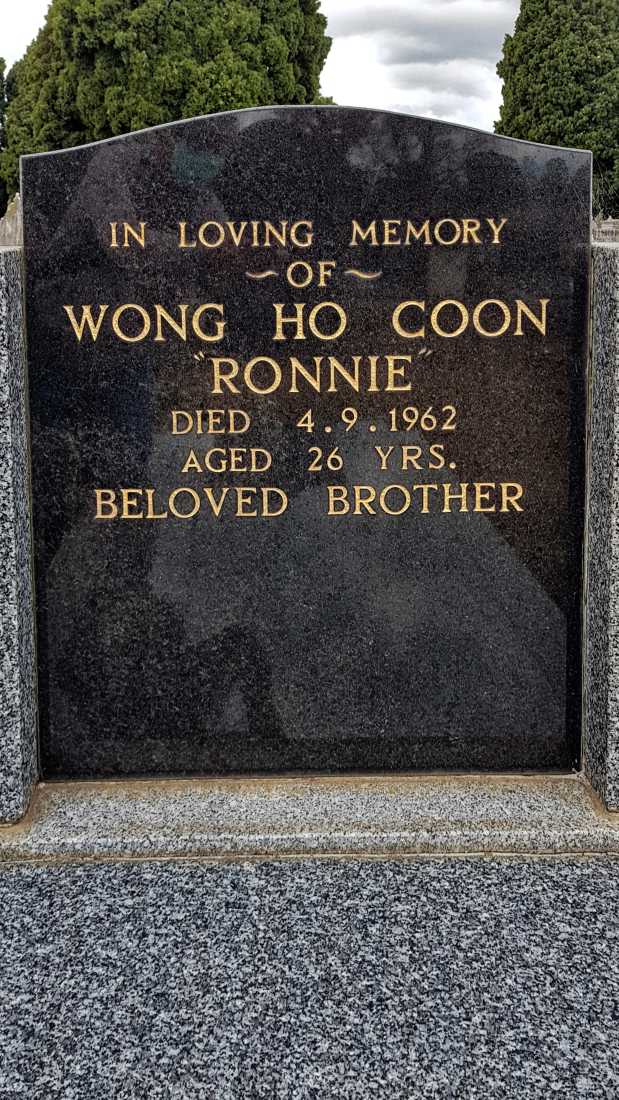 IN LOVING MEMORY
~ OF ~
WONG HO COON
"RONNIE"
DIED 4.9.1962
AGED 26 YRS.
BELOVED BROTHER